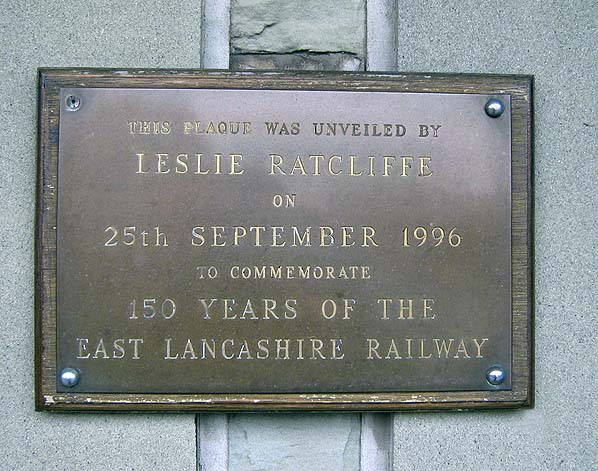 THIS PLAQUE WAS UNVEILED BY
LESLIE RATCLIFFE
ON
25th SEPTEMBER 1996
TO COMMEMORATE
150 YEARS OF THE
EAST LANCASHIRE RAILWAY